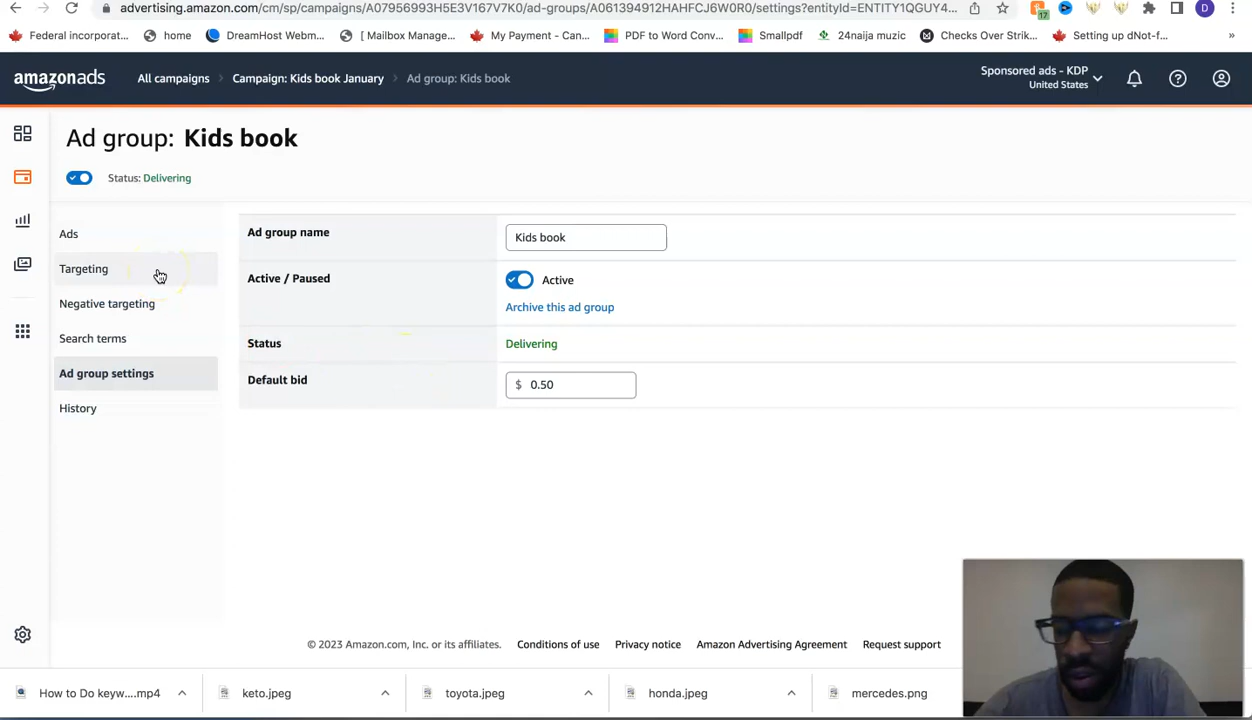 advertising.amazon.com/cm/sp/campaigns/A07956993H5E3V167V7K0/ad-groups/A061394912HAHFCJ6W0R0/settings?entityId=ENTITY1QGUY4...
17
D
Federal incorporat...
home
DreamHost Webm...
[ Mailbox Manage...
My Payment - Can...
PDF to Word Conv...
Smallpdf
24naija muzic
Checks Over Strik...
Setting up dNot-f...
»
amazonads
All campaigns
Campaign: Kids book January
Ad group: Kids book
Sponsored ads - KDP
United States
Ad group: Kids book
Status: Delivering
Ads
Targeting
Negative targeting
Search terms
Ad group settings
History
Ad group name
Kids book
Active / Paused
Active
Archive this ad group
Status
Delivering
Default bid
$ 0.50
© 2023 Amazon.com, Inc. or its affiliates.
Conditions of use
Privacy notice
Amazon Advertising Agreement
Request support
How to Do keyw....mp4
keto.jpeg
toyota.jpeg
honda.jpeg
mercedes.png